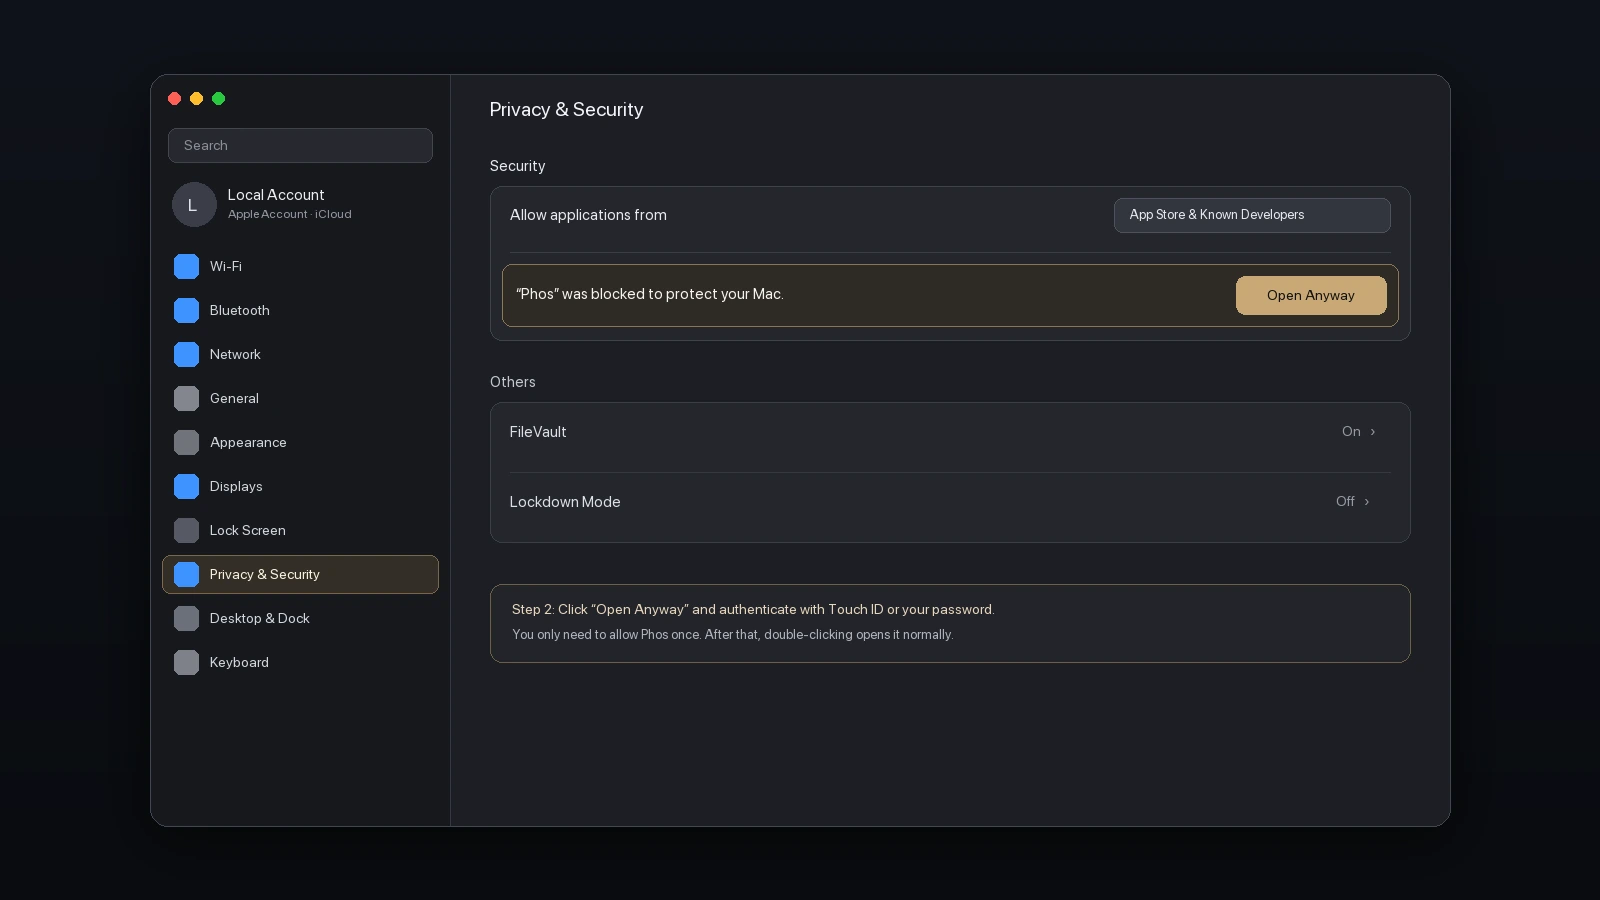 Search
L
Local Account
Apple Account · iCloud
Wi-Fi
Bluetooth
Network
General
Appearance
Displays
Lock Screen
Privacy & Security
Desktop & Dock
Keyboard
Privacy & Security
Security
Allow applications from
App Store & Known Developers
“Phos” was blocked to protect your Mac.
Open Anyway
Others
FileVault
On ›
Lockdown Mode
Off ›
Step 2: Click “Open Anyway” and authenticate with Touch ID or your password.
You only need to allow Phos once. After that, double-clicking opens it normally.